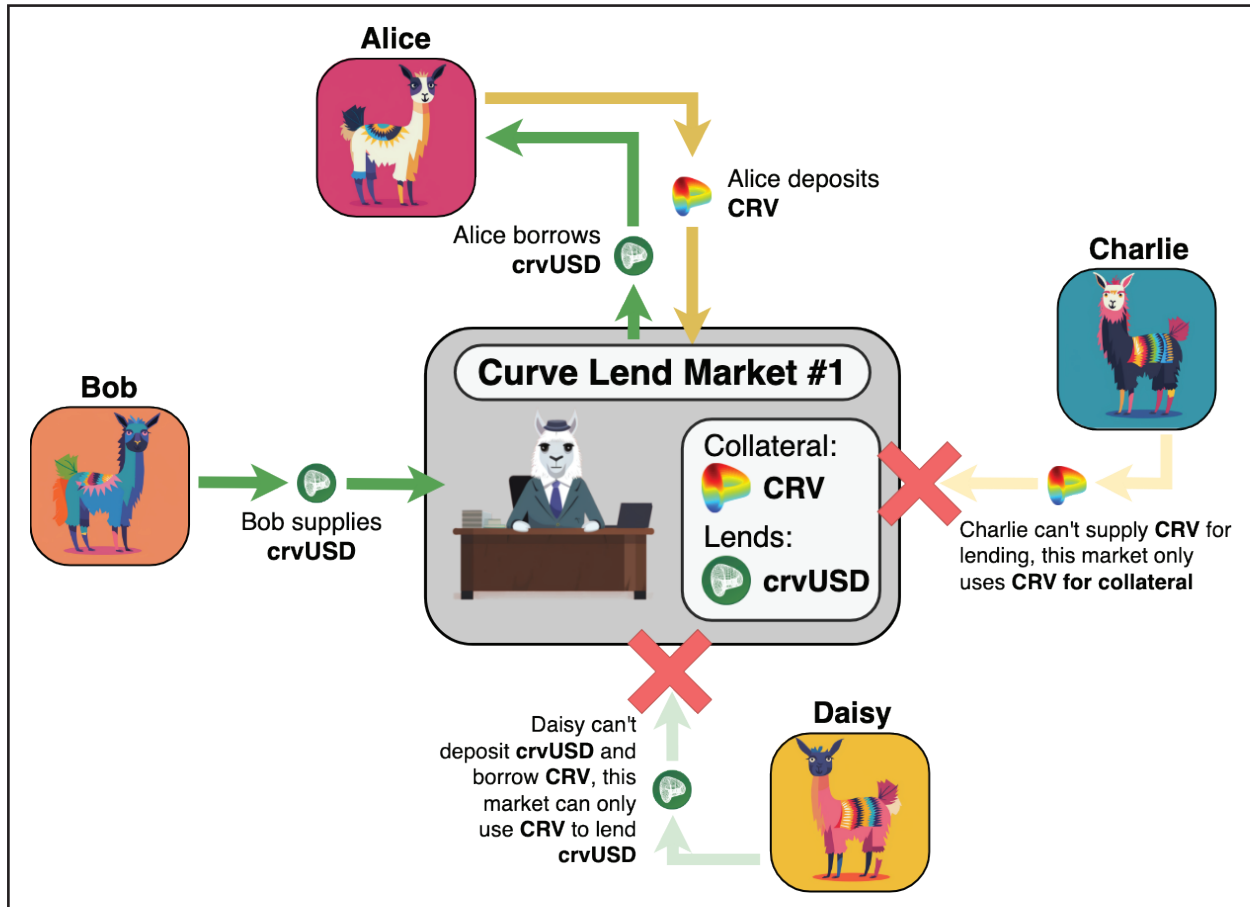 Alice
Alice deposits
CRV
Alice borrows
crvUSD
Charlie
Curve Lend Market #1
Bob
Bob supplies
crvUSD
Collateral:
CRV
Lends:
crvUSD
Charlie can't supply CRV for
lending, this market only
uses CRV for collateral
Daisy can't
deposit crvUSD and
borrow CRV, this
market can only
use CRV to lend
crvUSD
Daisy